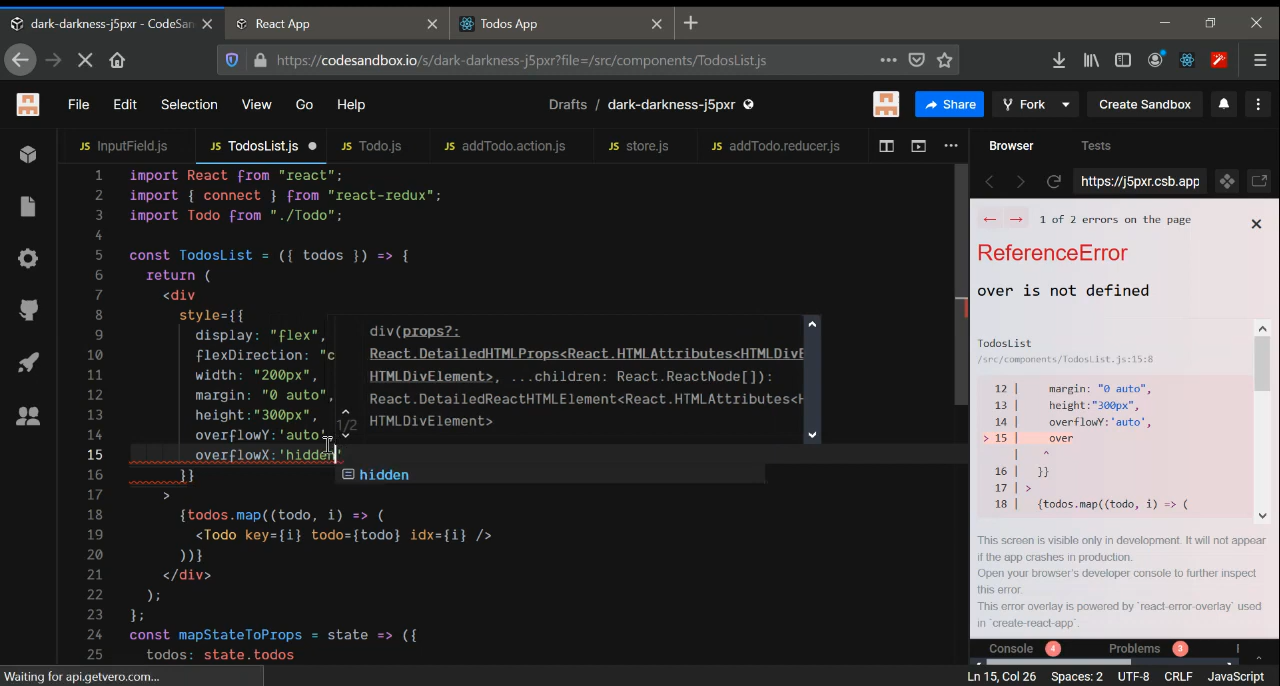 dark-darkness-j5pxr - CodeSan
React App
Todos App
https://codesandbox.io/s/dark-darkness-j5pxr?file=/src/components/TodosList.js
File Edit Selection View Go Help
Drafts / dark-darkness-j5pxr
Share
Fork
Create Sandbox
JS InputField.js
JS TodosList.js
JS Todo.js
JS addTodo.action.js
JS store.js
JS addTodo.reducer.js
Browser
Tests
https://j5pxr.csb.app
1 import React from "react";
2 import { connect } from "react-redux";
3 import Todo from "./Todo";
4
5 const TodosList = ({ todos }) => {
6 return (
7 <div
8 style={{
9 display: "flex",
10 flexDirection: "c
11 width: "200px",
12 margin: "0 auto",
13 height:"300px",
14 overflowY:'auto',
15 overflowX:'hidden'
16 }}
17 >
18 {todos.map((todo, i) => (
19 <Todo key={i} todo={todo} idx={i} />
20 ))}
21 </div>
22 );
23 };
24 const mapStateToProps = state => ({
25 todos: state.todos
1/2
div(props?:
React.DetailedHTMLProps<React.HTMLAttributes<HTMLDivE
HTMLDivElement>, ...children: React.ReactNode[]):
React.DetailedReactHTMLElement<React.HTMLAttributes<H
HTMLDivElement>
hidden
← → 1 of 2 errors on the page
ReferenceError
over is not defined
TodosList
/src/components/TodosList.js:15:8
12 | margin: "0 auto",
13 | height:"300px",
14 | overflowY:'auto',
> 15 | over
| ^
16 | }}
17 | >
18 | {todos.map((todo, i) => (
This screen is visible only in development. It will not appear
if the app crashes in production.
Open your browser's developer console to further inspect
this error.
This error overlay is powered by `react-error-overlay` used
in `create-react-app`.
Console 4
Problems 3
Waiting for api.getvero.com...
Ln 15, Col 26 Spaces: 2 UTF-8 CRLF JavaScript